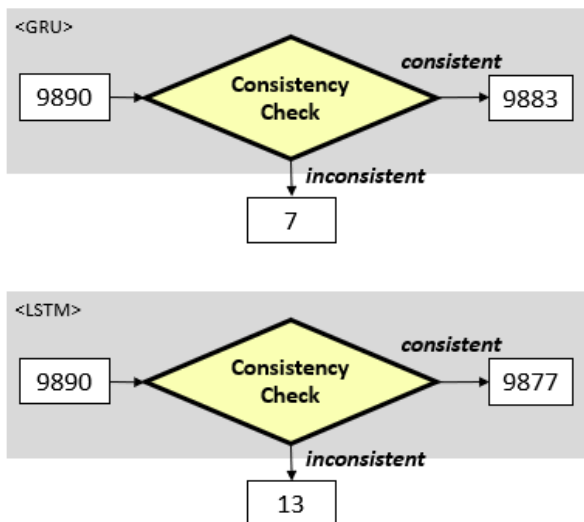 <GRU>
consistent
9890
Consistency
Check
9883
inconsistent
7
<LSTM>
consistent
9890
Consistency
Check
9877
inconsistent
13